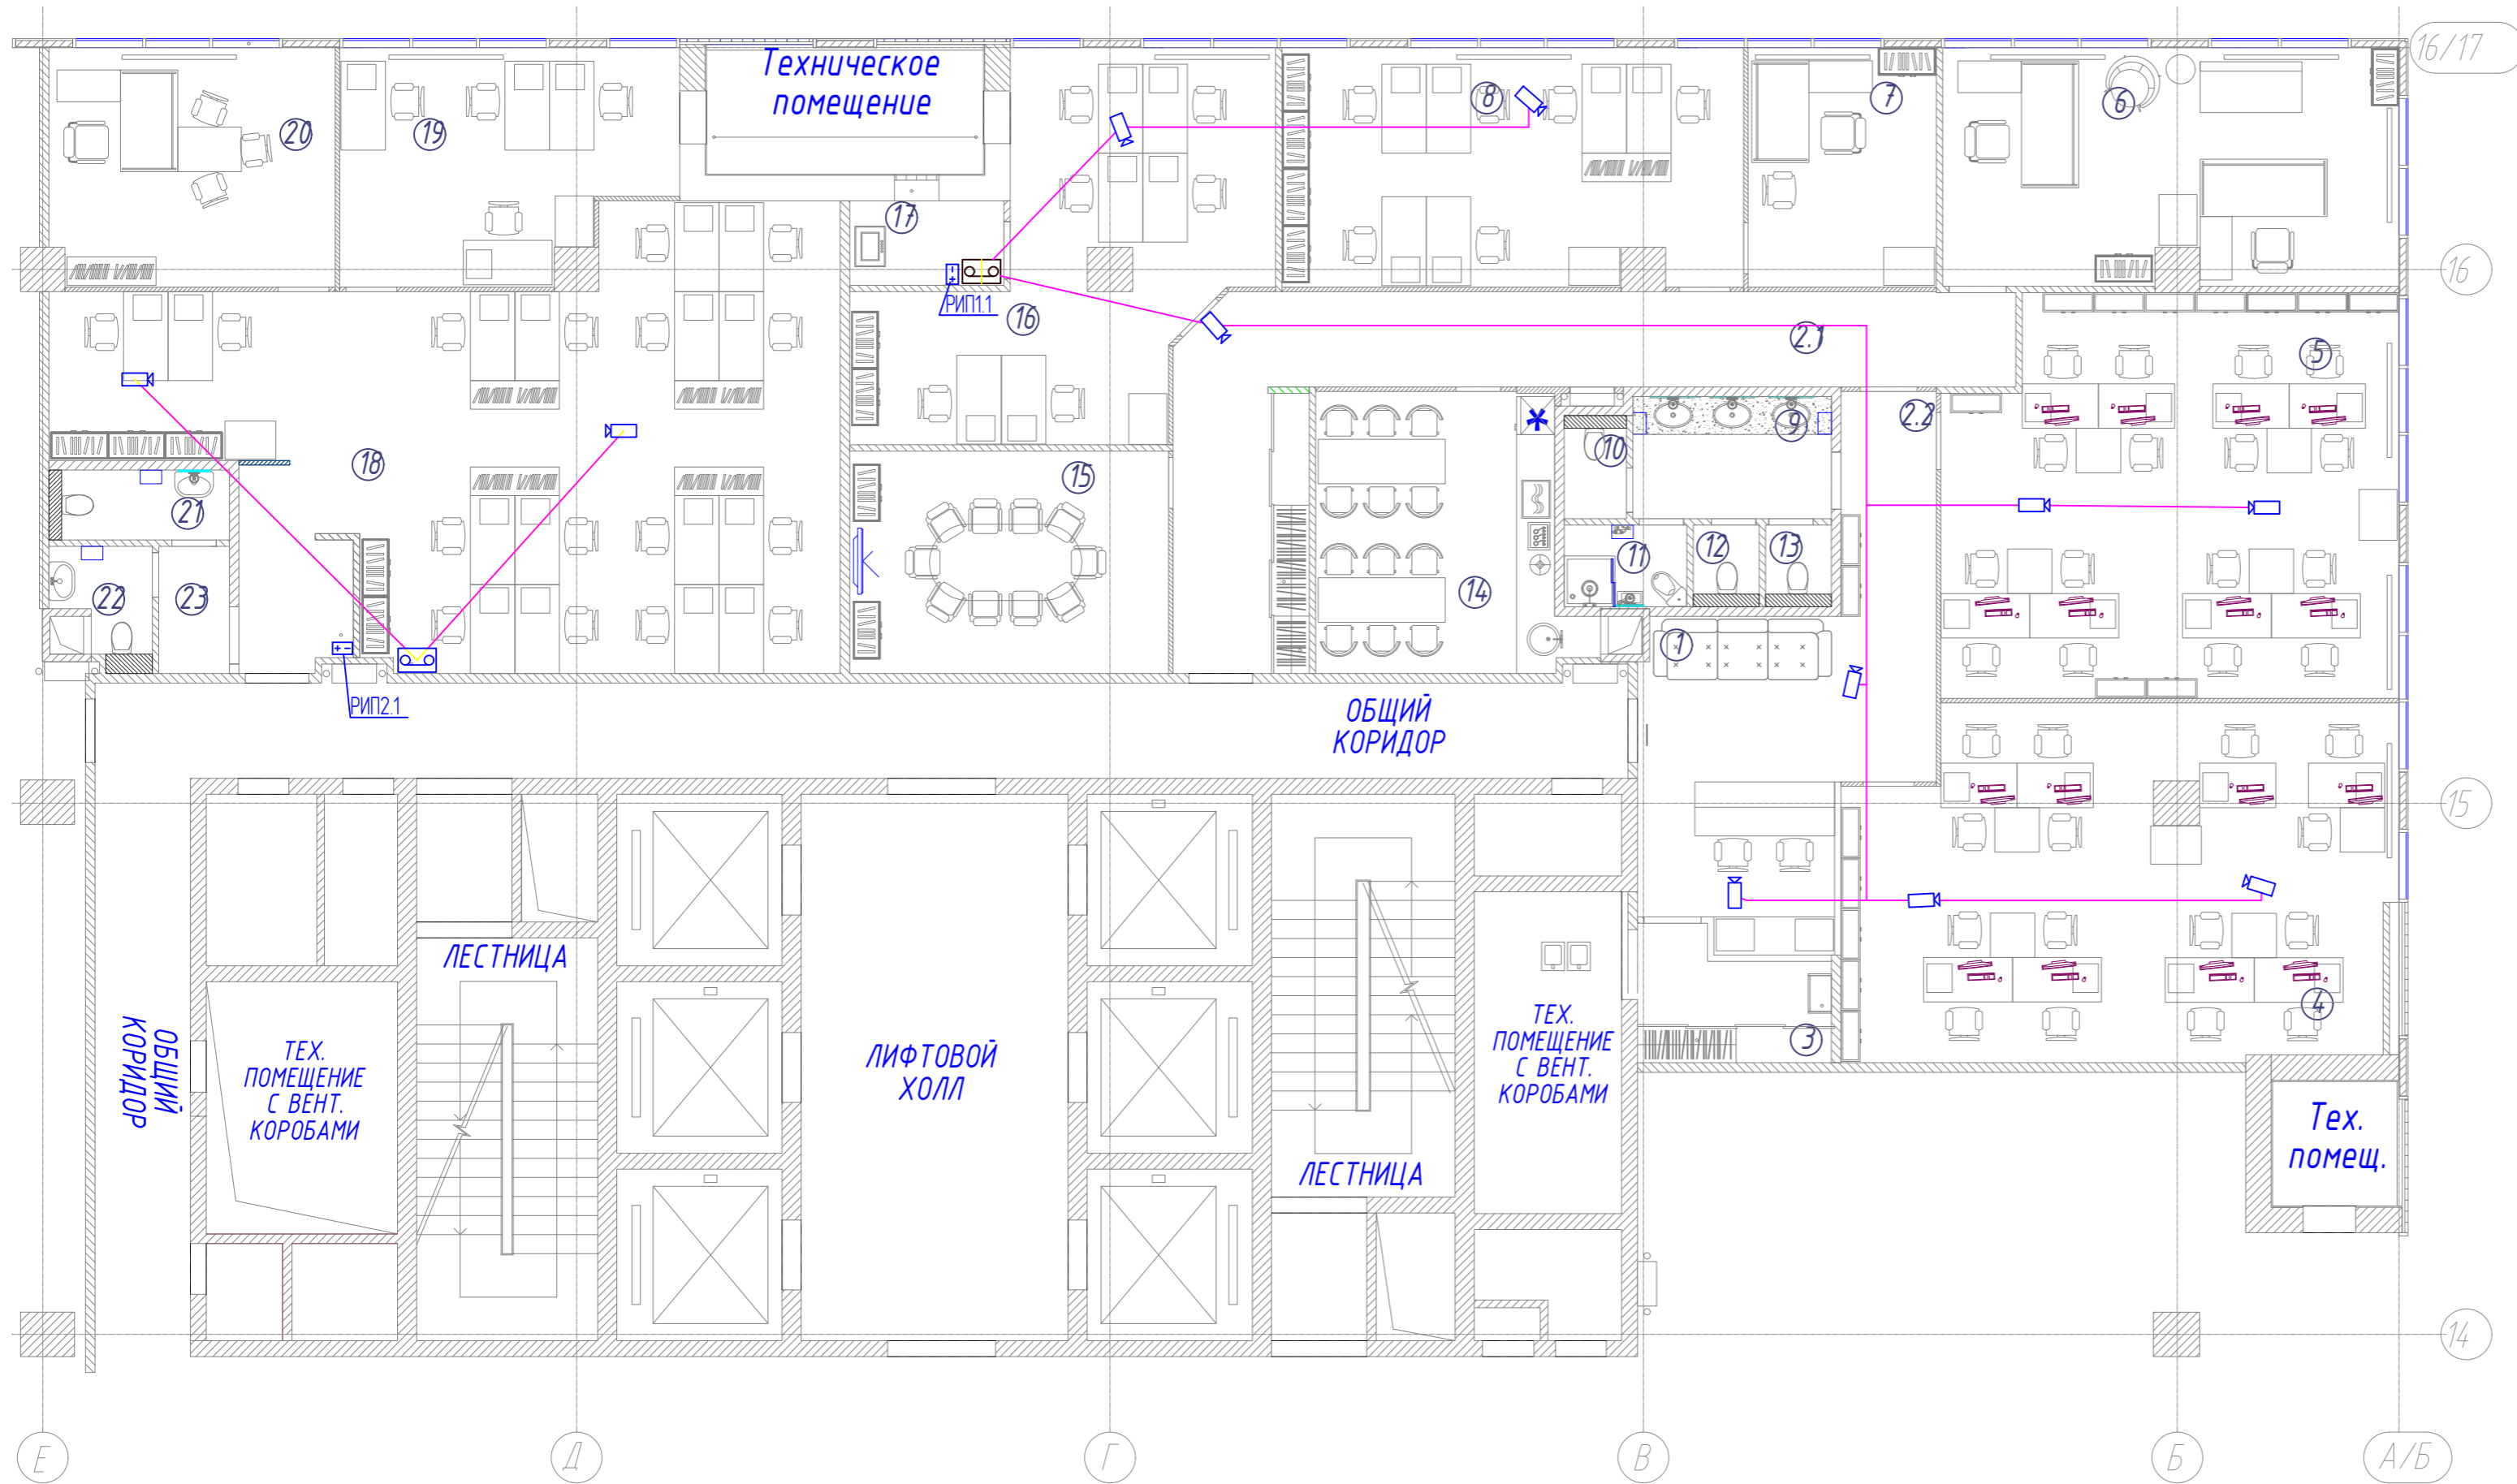 Техническое
помещение
16/17
20
19
8
7
6
17
16
РИП1.1
16
2.1
5
2.2
9
10
18
15
21
11
12
13
14
22
23
1
РИП2.1
ОБЩИЙ
КОРИДОР
15
ЛЕСТНИЦА
4
ОБЩИЙ
КОРИДОР
ТЕХ.
ПОМЕЩЕНИЕ
С ВЕНТ.
КОРОБАМИ
ЛИФТОВОЙ
ХОЛЛ
ТЕХ.
ПОМЕЩЕНИЕ
С ВЕНТ.
КОРОБАМИ
3
ЛЕСТНИЦА
Тех.
помещ.
14
Е
Д
Г
В
Б
А/Б